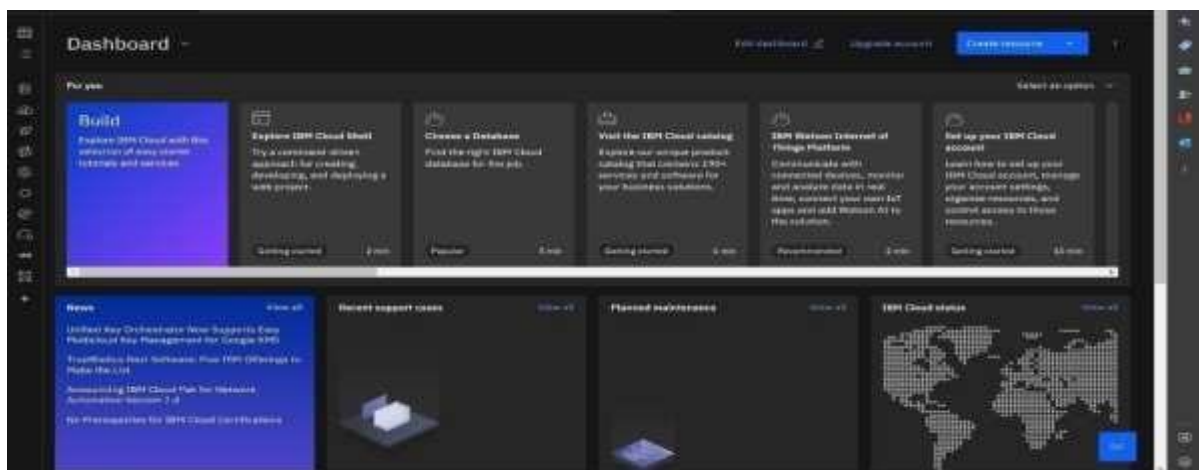 Dashboard
Edit dashboard
Upgrade account
Create resource
For you
Select an option
Build
Explore IBM Cloud with this
selection of easy starter
tutorials and services
Explore IBM Cloud Shell
Try a command-driven
approach for creating,
developing, and deploying a
web project.
Getting started
2 min
Choose a Database
Find the right IBM Cloud
database for the job.
Popular
5 min
Visit the IBM Cloud catalog
Explore our unique product
catalog that contains 190+
services and software for
your business solutions.
Getting started
min
IBM Watson Internet of
Things Platform
Communicate with
connected devices, monitor
and analyze data in real
time, connect your own IoT
apps and add Watson AI to
the solution.
Recommended
2 min
Set up your IBM Cloud
account
Learn how to set up your
IBM Cloud account, manage
your account settings,
organize resources, and
control access to those
resources.
Getting started
min
News
View all
Unified Key Orchestrator Now Supports Easy
Multicloud Key Management for Google KMS
Best Software: Five IBM Offerings to
Make the List
Announcing IBM Cloud Pak for Network
Automation Version
No Prerequisites for IBM Cloud Certifications
Recent support cases
View all
Planned maintenance
View all
IBM Cloud status
View all